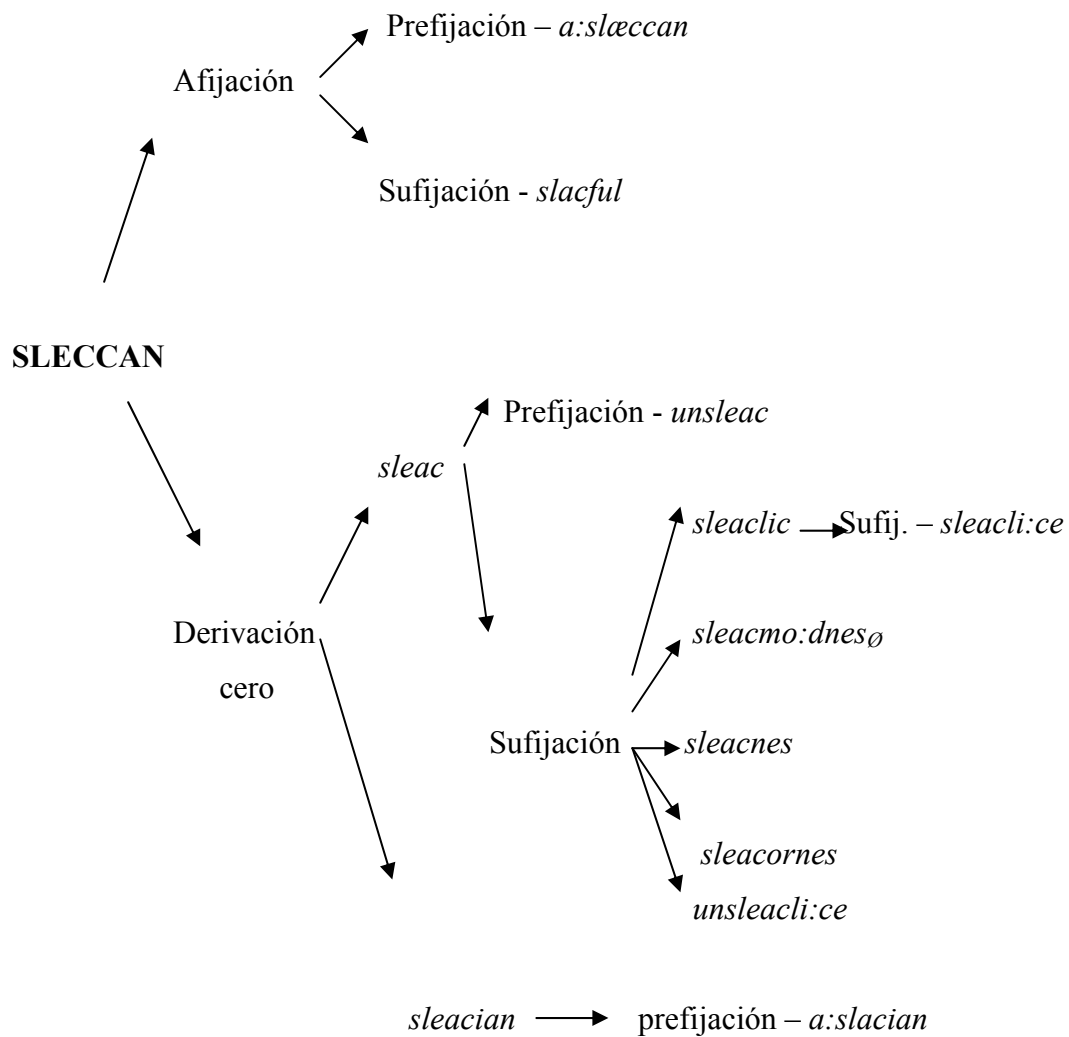 Prefijación – a:slæccan
Afijación
Sufijación - slacful
SLECCAN
Prefijación - unsleac
sleac
sleaclic
Sufij. – sleacli:ce
Derivación
cero
sleacmo:dnesø
Sufijación
sleacnes
sleacornes
unsleacli:ce
sleacian
prefijación – a:slacian